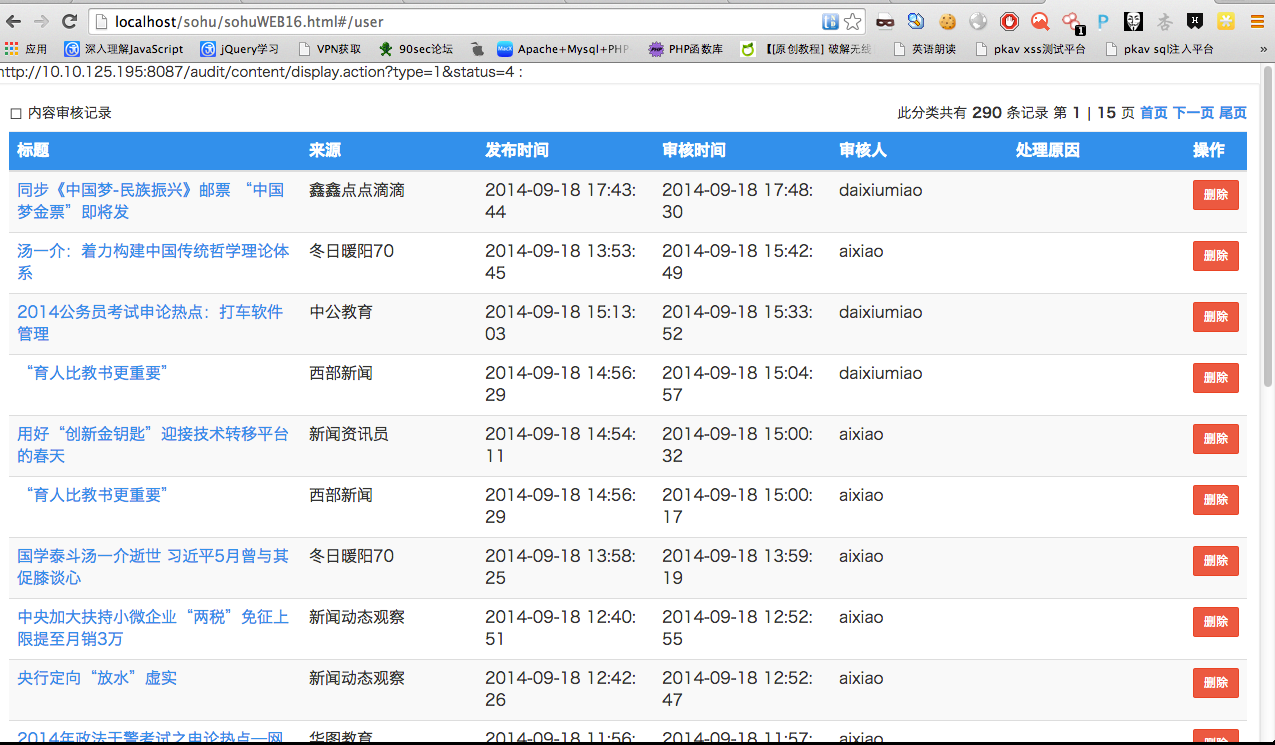 localhost/sohu/sohuWEB16.html#/user
应用 深入理解JavaScript jQuery学习 VPN获取 90sec论坛 Apache+Mysql+PHP PHP函数库 【[原创教程] 破解无线 英语朗读 pkav xss测试平台 pkav sql注入平台 »
http://10.10.125.195:8087/audit/content/display.action?type=1&status=4 :
内容审核记录 此分类共有 290 条记录 第 1 | 15 页 首页 下一页 尾页
标题 来源 发布时间 审核时间 审核人 处理原因 操作
同步《中国梦-民族振兴》邮票 “中国 鑫鑫点点滴滴 2014-09-18 17:43: 2014-09-18 17:48: daixiumiao 删除
梦金票”即将发 44 30
汤一介：着力构建中国传统哲学理论体 冬日暖阳70 2014-09-18 13:53: 2014-09-18 15:42: aixiao 删除
系 45 49
2014公务员考试申论热点：打车软件 中公教育 2014-09-18 15:13: 2014-09-18 15:33: daixiumiao 删除
管理 03 52
“育人比教书更重要” 西部新闻 2014-09-18 14:56: 2014-09-18 15:04: daixiumiao 删除
29 57
用好“创新金钥匙”迎接技术转移平台 新闻资讯员 2014-09-18 14:54: 2014-09-18 15:00: aixiao 删除
的春天 11 32
“育人比教书更重要” 西部新闻 2014-09-18 14:56: 2014-09-18 15:00: aixiao 删除
29 17
国学泰斗汤一介逝世 习近平5月曾与其 冬日暖阳70 2014-09-18 13:58: 2014-09-18 13:59: aixiao 删除
促膝谈心 25 19
中央加大扶持小微企业“两税”免征上 新闻动态观察 2014-09-18 12:40: 2014-09-18 12:52: aixiao 删除
限提至月销3万 51 55
央行定向“放水”虚实 新闻动态观察 2014-09-18 12:42: 2014-09-18 12:52: aixiao 删除
26 47
2014年政法干警考试之申论热点—网 华图教育 2014-09-18 11:56: 2014-09-18 11:57: aixiao 删除